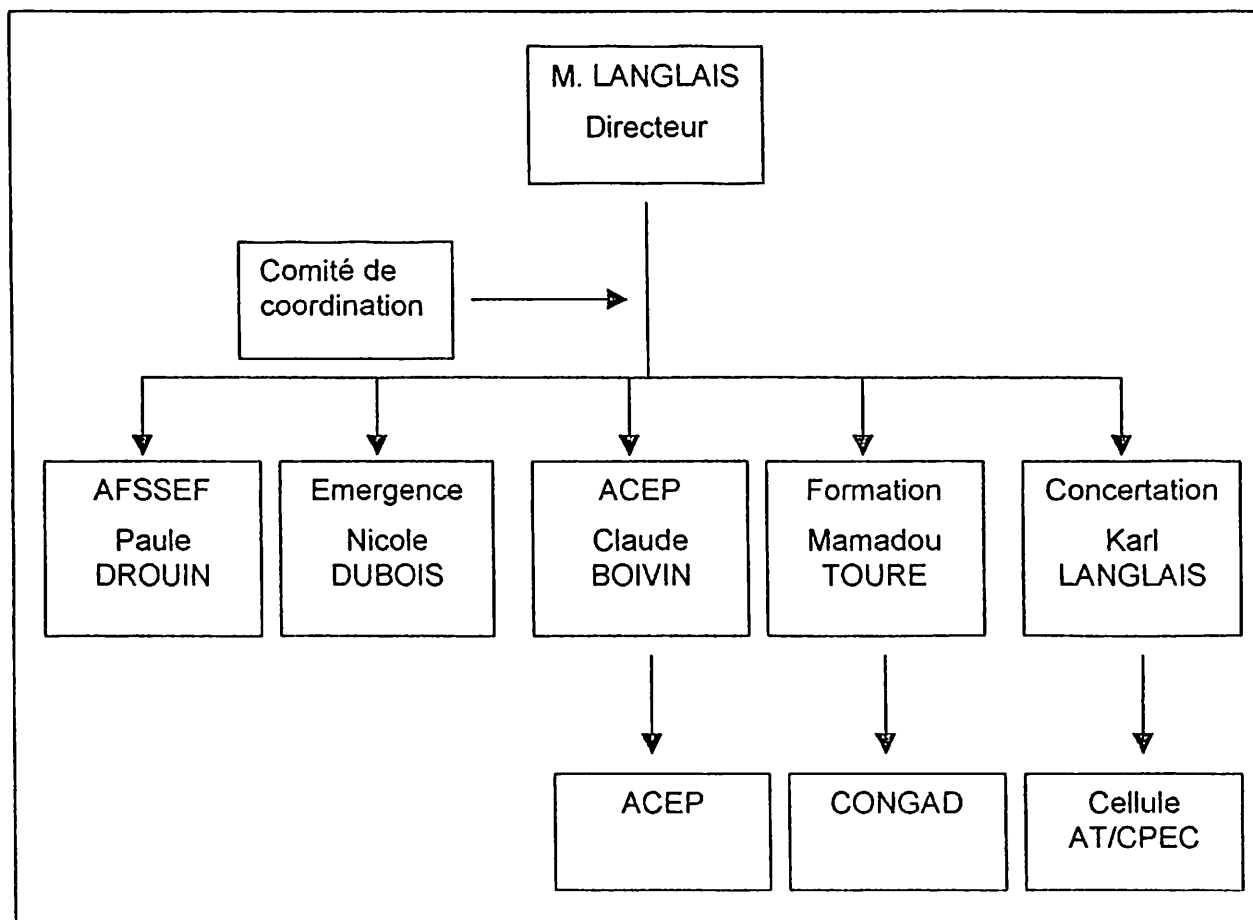 M. LANGLAIS
Directeur
Comité de
coordination
AFSSEF
Paule
DROUIN
Emergence
Nicole
DUBOIS
ACEP
Claude
BOIVIN
Formation
Mamadou
TOURE
Concertation
Karl
LANGLAIS
ACEP
CONGAD
Cellule
AT/CPEC